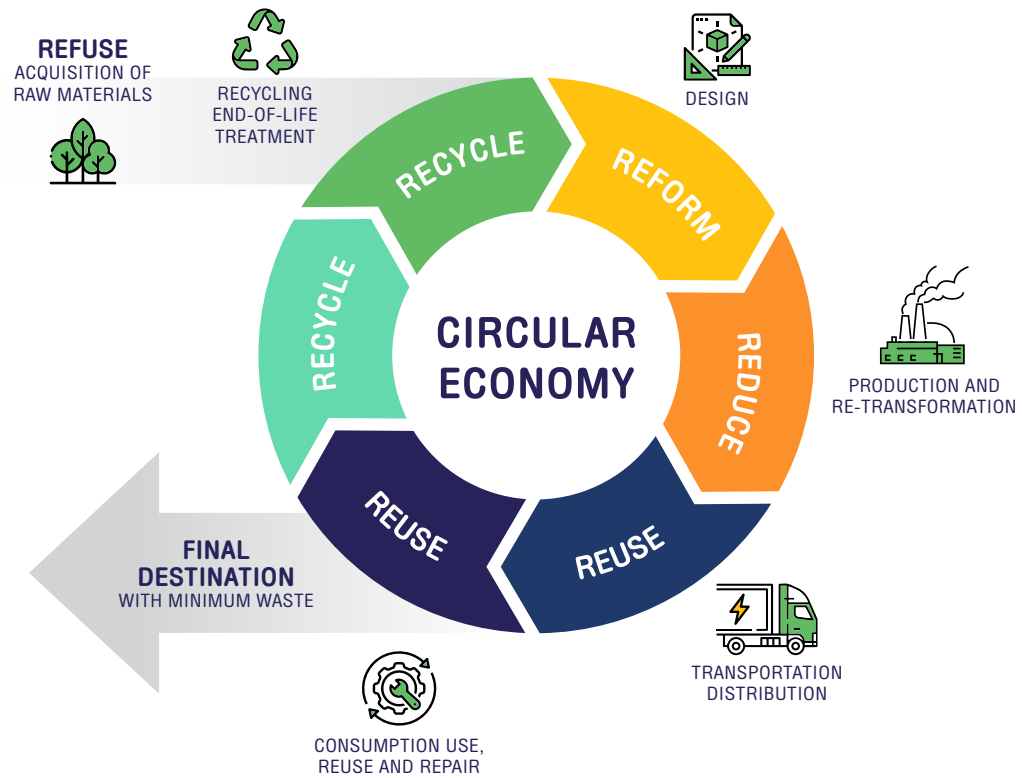 REFUSE
ACQUISITION OF
RAW MATERIALS
RECYCLING
END-OF-LIFE
TREATMENT
DESIGN
RECYCLE
REFORM
RECYCLE
CIRCULAR
ECONOMY
REDUCE
PRODUCTION AND
RE-TRANSFORMATION
REUSE
REUSE
FINAL
DESTINATION
WITH MINIMUM WASTE
TRANSPORTATION
DISTRIBUTION
CONSUMPTION USE,
REUSE AND REPAIR